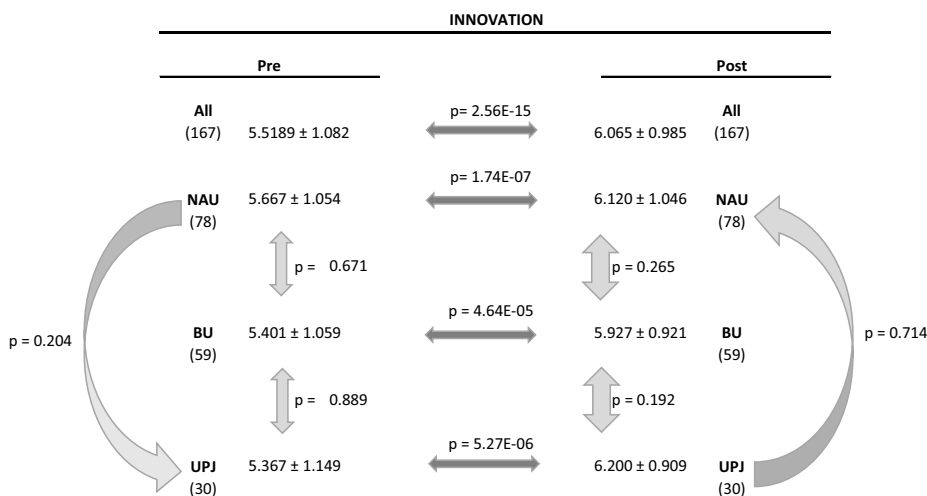 INNOVATION
Pre Post
All p= 2.56E-15 All
(167) 5.5189 ± 1.082 6.065 ± 0.985 (167)
p= 1.74E-07
NAU 5.667 ± 1.054 6.120 ± 1.046 NAU
(78) (78)
p = 0.671 p = 0.265
p = 4.64E-05
p = 0.204 BU 5.401 ± 1.059 5.927 ± 0.921 BU p = 0.714
(59) (59)
p = 0.889 p = 0.192
p = 5.27E-06
UPJ 5.367 ± 1.149 6.200 ± 0.909 UPJ
(30) (30)